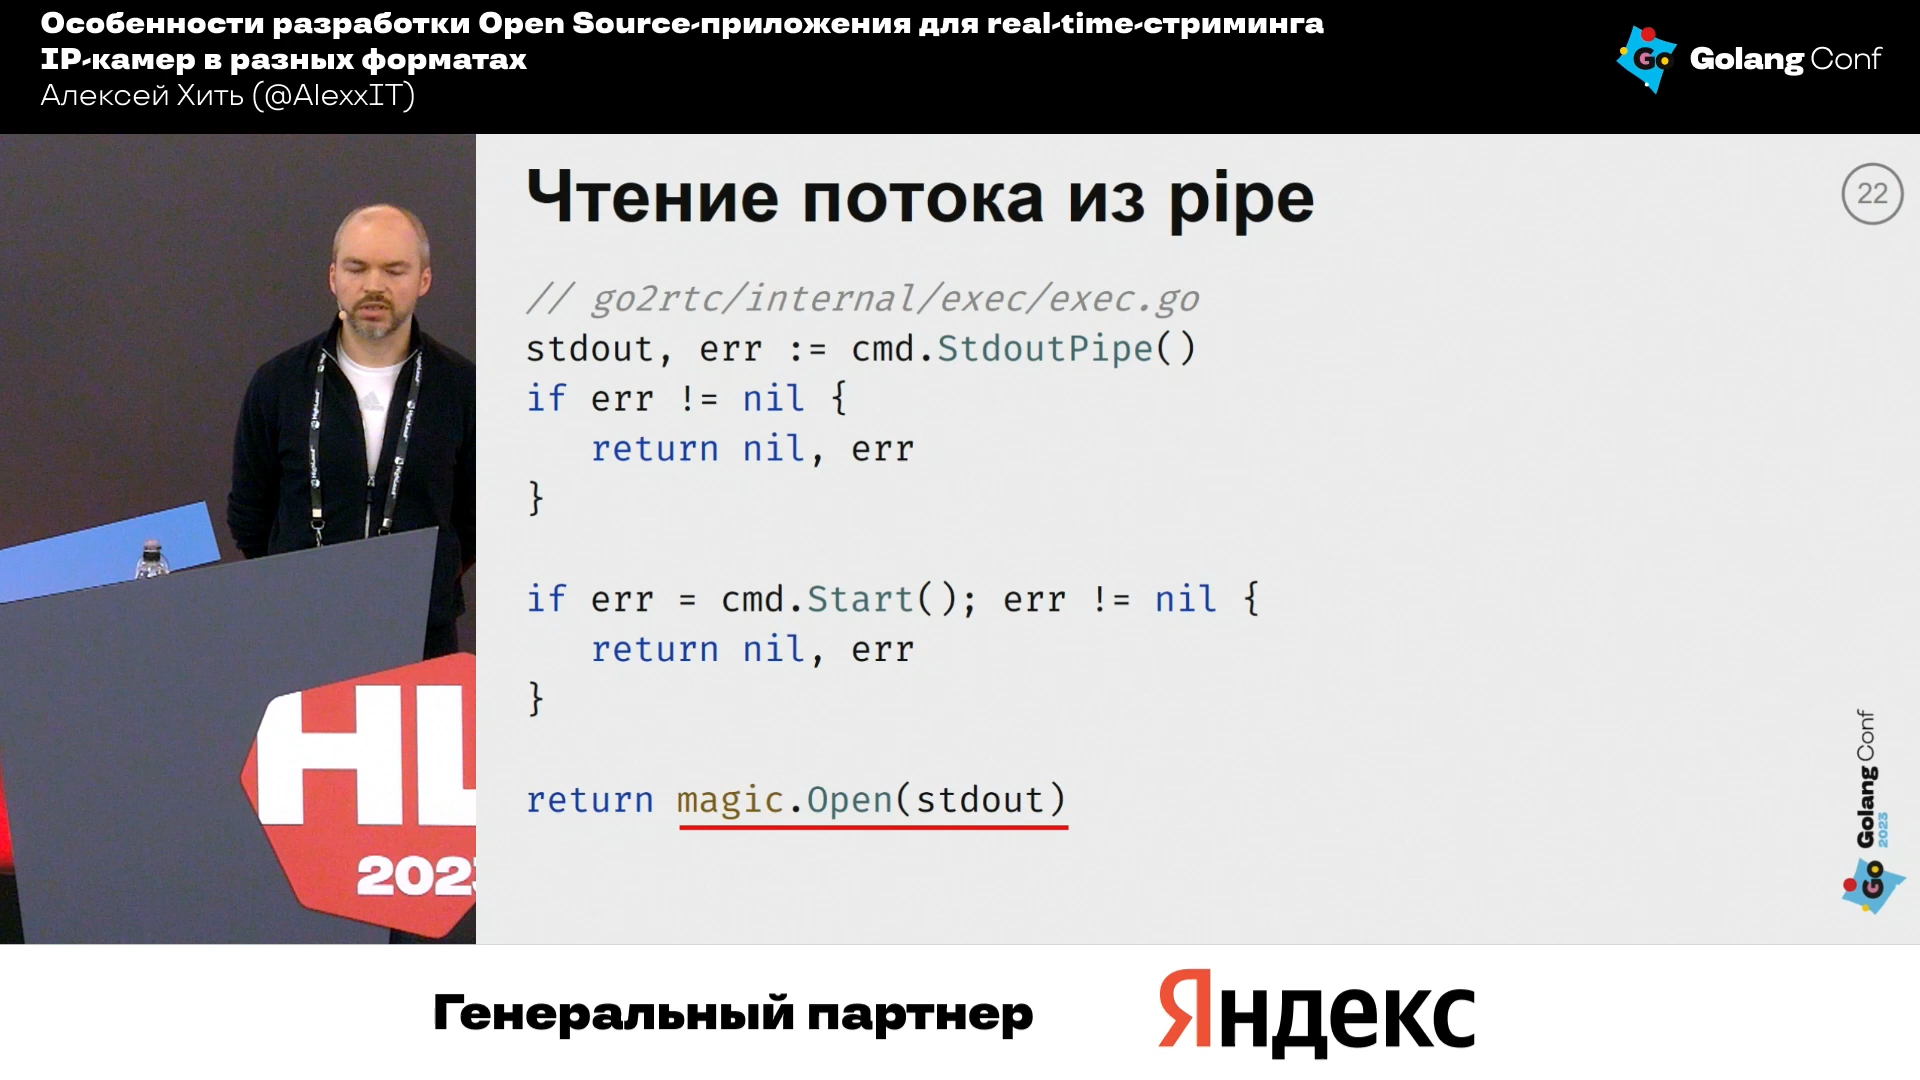 Особенности разработки Open Source-приложения для real-time-стриминга
IP-камер в разных форматах
Алексей Хить (@AlexxIT)
Go
Golang Conf
Чтение потока из pipe
22
// go2rtc/internal/exec/exec.go
stdout, err := cmd.StdoutPipe()
if err != nil {
return nil, err
}
if err = cmd.Start(); err != nil {
return nil, err
}
return magic.Open(stdout)
Go
Golang Conf
2023
HL
2023
Генеральный партнер
Яндекс